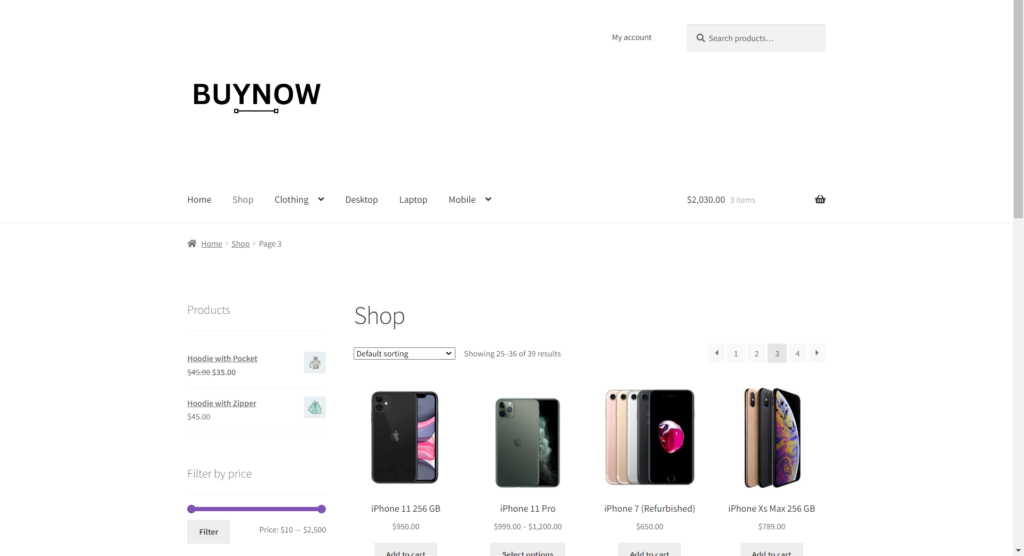 My account
Search products…
BUYNOW
Home Shop Clothing Desktop Laptop Mobile $2,030.00 3 items
Home Shop Page 3
Products
Hoodie with Pocket
$45.00 $35.00
Hoodie with Zipper
$45.00
Filter by price
Filter
Price: $10 — $2,500
Shop
Default sorting Showing 25–36 of 39 results 1 2 3 4
iPhone 11 256 GB
$950.00
Add to cart
iPhone 11 Pro
$999.00 – $1,200.00
Select options
iPhone 7 (Refurbished)
$650.00
Add to cart
iPhone Xs Max 256 GB
$789.00
Add to cart